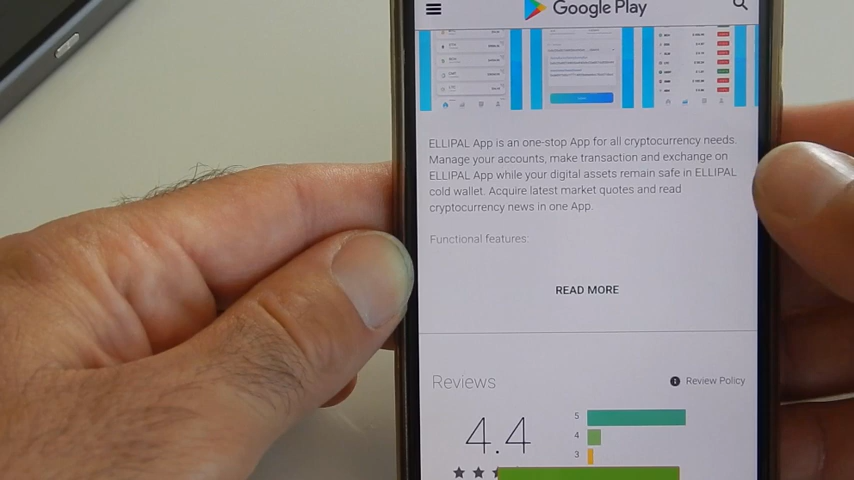 Google Play
ELLIPAL App is an one-stop App for all cryptocurrency needs.
Manage your accounts, make transaction and exchange on
ELLIPAL App while your digital assets remain safe in ELLIPAL
cold wallet. Acquire latest market quotes and read
cryptocurrency news in one App.
Functional features:
READ MORE
Reviews
Review Policy
4.4
5
4
3